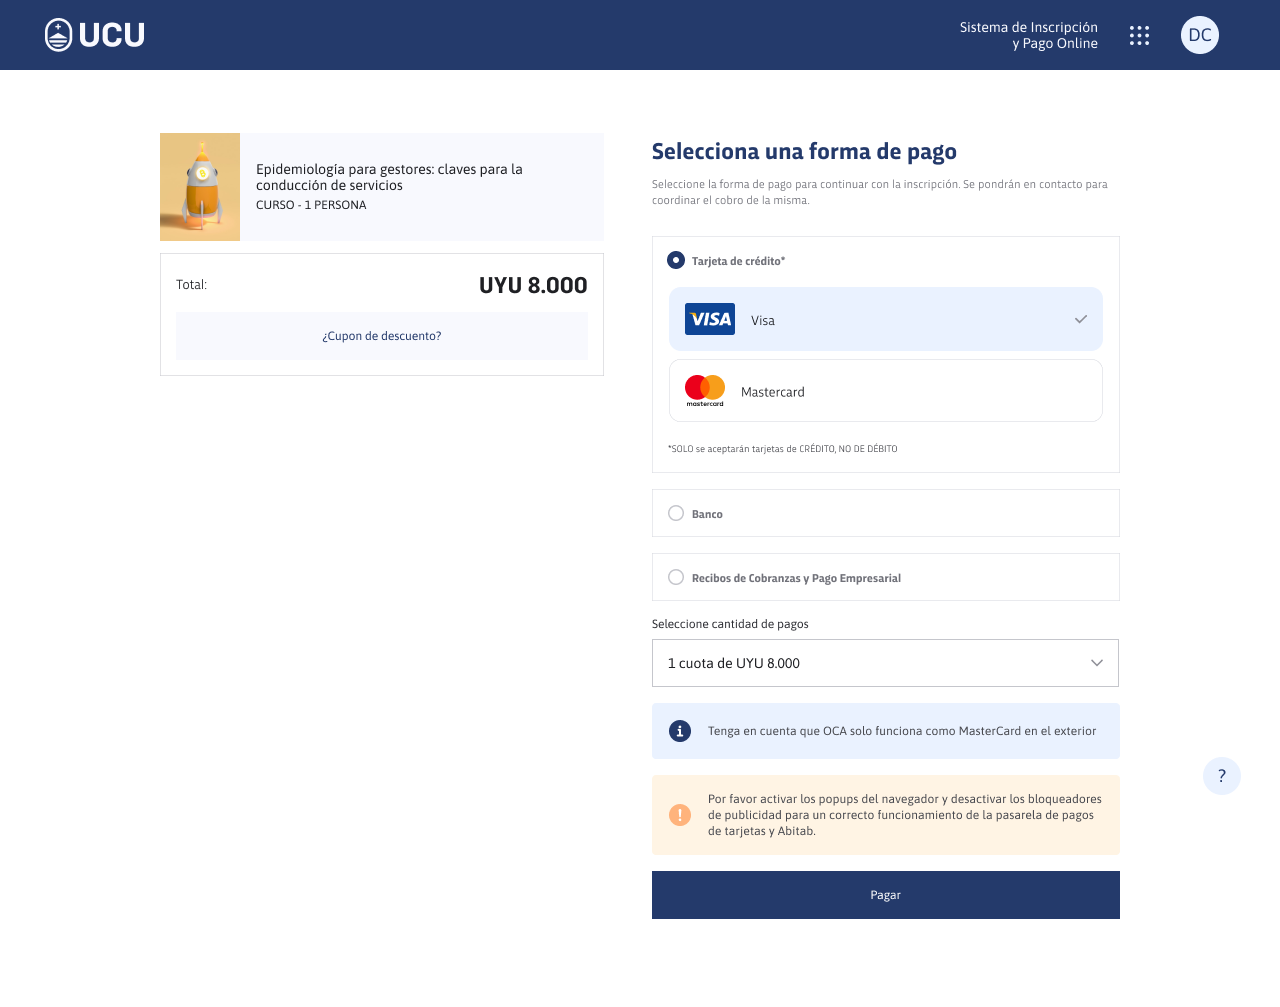 UCU
Sistema de Inscripción
y Pago Online
DC
Epidemiología para gestores: claves para la
conducción de servicios
CURSO - 1 PERSONA
Total:
UYU 8.000
¿Cupon de descuento?
Selecciona una forma de pago
Seleccione la forma de pago para continuar con la inscripción. Se pondrán en contacto para
coordinar el cobro de la misma.
Tarjeta de crédito*
VISA
Visa
mastercard
Mastercard
*SOLO se aceptarán tarjetas de CRÉDITO, NO DE DÉBITO
Banco
Recibos de Cobranzas y Pago Empresarial
Seleccione cantidad de pagos
1 cuota de UYU 8.000
Tenga en cuenta que OCA solo funciona como MasterCard en el exterior
Por favor activar los popups del navegador y desactivar los bloqueadores
de publicidad para un correcto funcionamiento de la pasarela de pagos
de tarjetas y Abitab.
?
Pagar